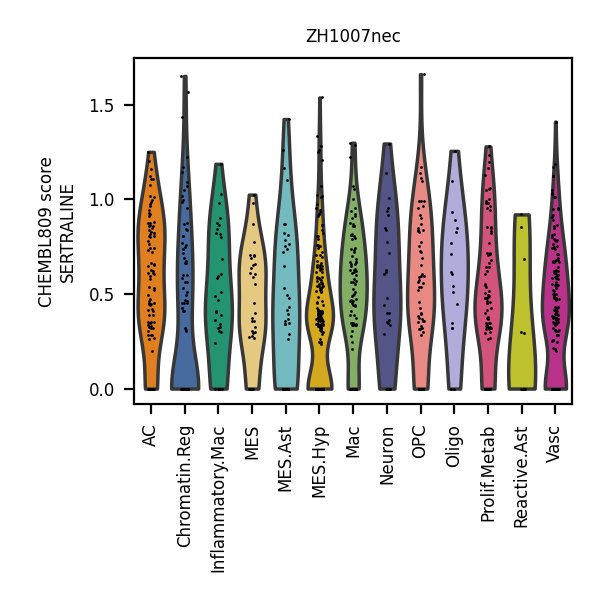 ZH1007nec
CHEMBL809 score
SERTRALINE
1.5
1.0
0.5
0.0
AC
Chromatin.Reg
Inflammatory.Mac
MES
MES.Ast
MES.Hyp
Mac
Neuron
OPC
Oligo
Prolif.Metab
Reactive.Ast
Vasc